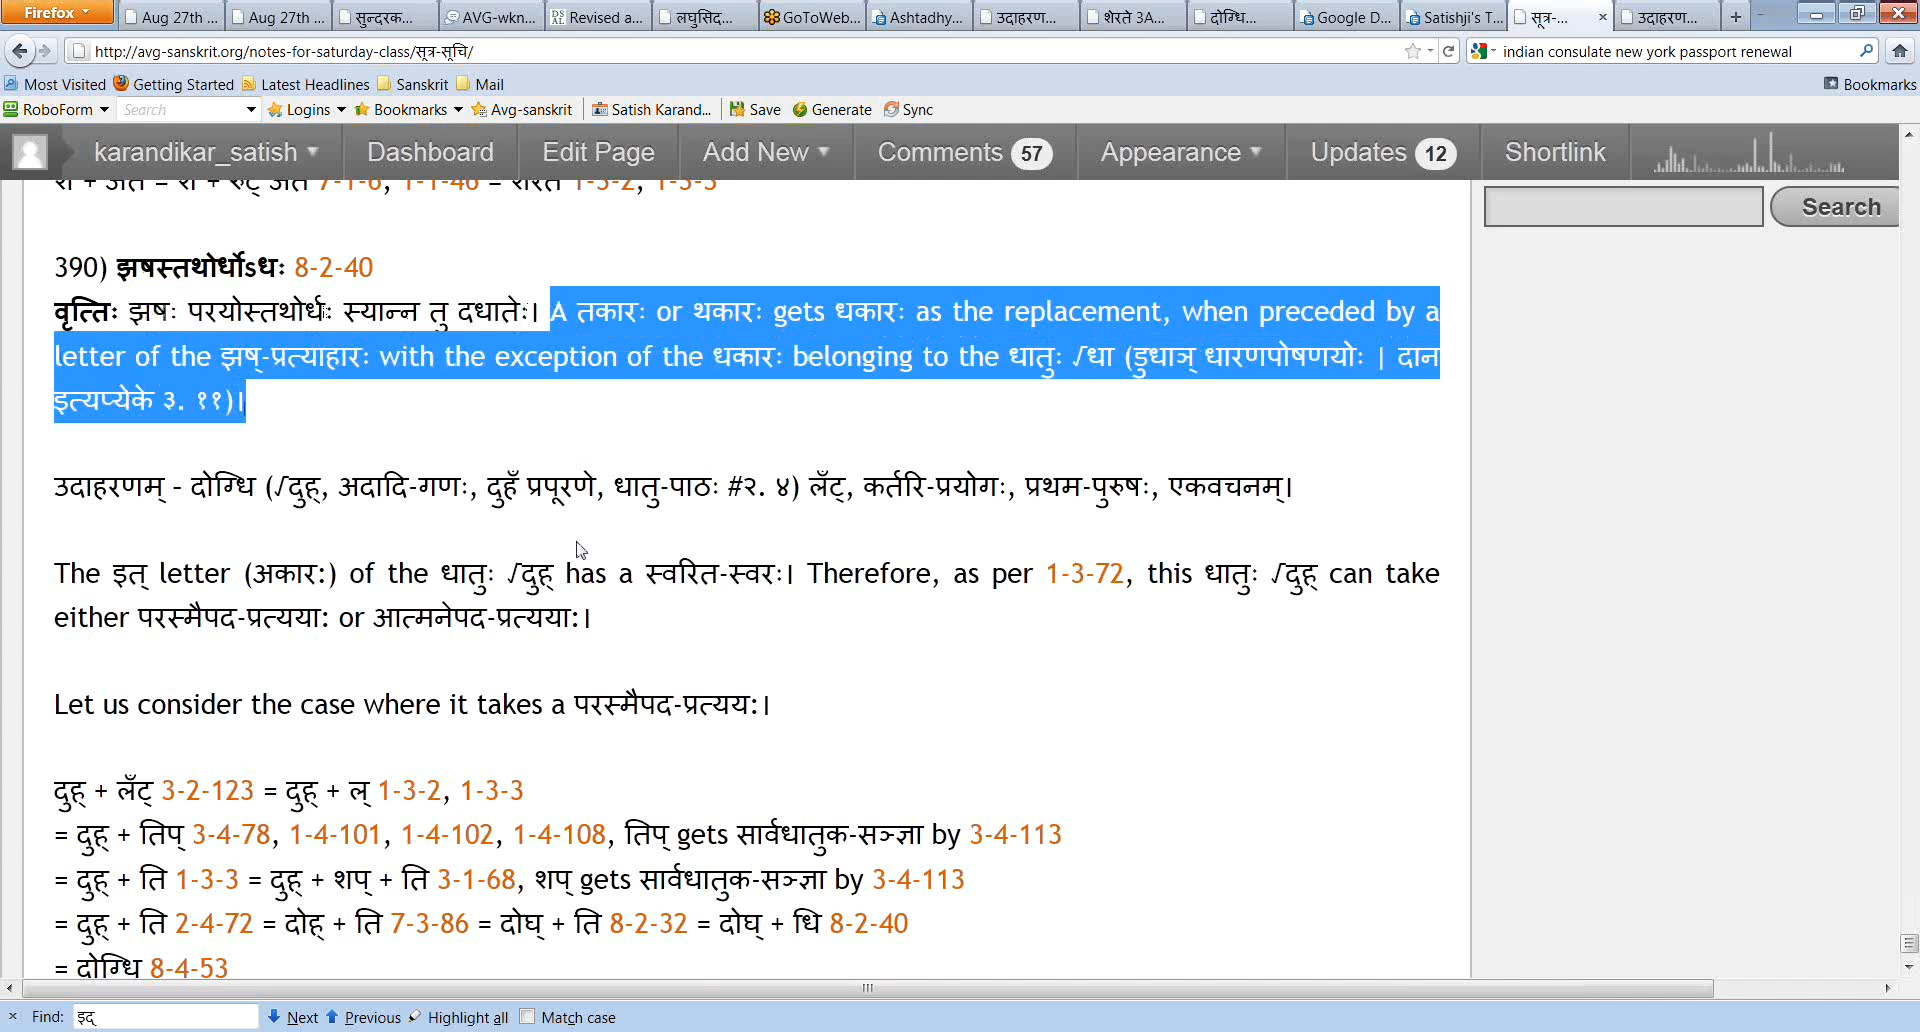 Firefox
Aug 27th ...
Aug 27th ...
सुन्दरक...
AVG-wkn...
Revised a...
लघुसिद्...
GoToWeb...
Ashtadhy...
उदाहरण...
शेरते 3A...
दोग्धि...
Google D...
Satishji's T...
सूत्र-...
उदाहरण...
http://avg-sanskrit.org/notes-for-saturday-class/सूत्र-सूचि/
indian consulate new york passport renewal
Most Visited Getting Started Latest Headlines Sanskrit Mail Bookmarks
RoboForm Search Logins Bookmarks Avg-sanskrit Satish Karand... Save Generate Sync
karandikar_satish Dashboard Edit Page Add New Comments 57 Appearance Updates 12 Shortlink
Search
390) झषस्तथोर्धोऽधः 8-2-40
वृत्तिः झषः परयोस्तथोर्धः स्यान्न तु दधातेः। A तकारः or थकारः gets धकारः as the replacement, when preceded by a
letter of the झष्-प्रत्याहारः with the exception of the धकारः belonging to the धातुः √धा (डुधाञ् धारणपोषणयोः | दान
इत्यप्येके ३. ११)।
उदाहरणम् - दोग्धि (√दुह्, अदादि-गणः, दुहँ प्रपूरणे, धातु-पाठः #२. ४) लँट्, कर्तरि-प्रयोगः, प्रथम-पुरुषः, एकवचनम्।
The इत् letter (अकार:) of the धातुः √दुह् has a स्वरित-स्वरः। Therefore, as per 1-3-72, this धातुः √दुह् can take
either परस्मैपद-प्रत्यया: or आत्मनेपद-प्रत्यया:।
Let us consider the case where it takes a परस्मैपद-प्रत्यय:।
दुह् + लँट् 3-2-123 = दुह् + ल् 1-3-2, 1-3-3
= दुह् + तिप् 3-4-78, 1-4-101, 1-4-102, 1-4-108, तिप् gets सार्वधातुक-सञ्ज्ञा by 3-4-113
= दुह् + ति 1-3-3 = दुह् + शप् + ति 3-1-68, शप् gets सार्वधातुक-सञ्ज्ञा by 3-4-113
= दुह् + ति 2-4-72 = दोह् + ति 7-3-86 = दोघ् + ति 8-2-32 = दोघ् + धि 8-2-40
= दोग्धि 8-4-53
Find: इद् Next Previous Highlight all Match case